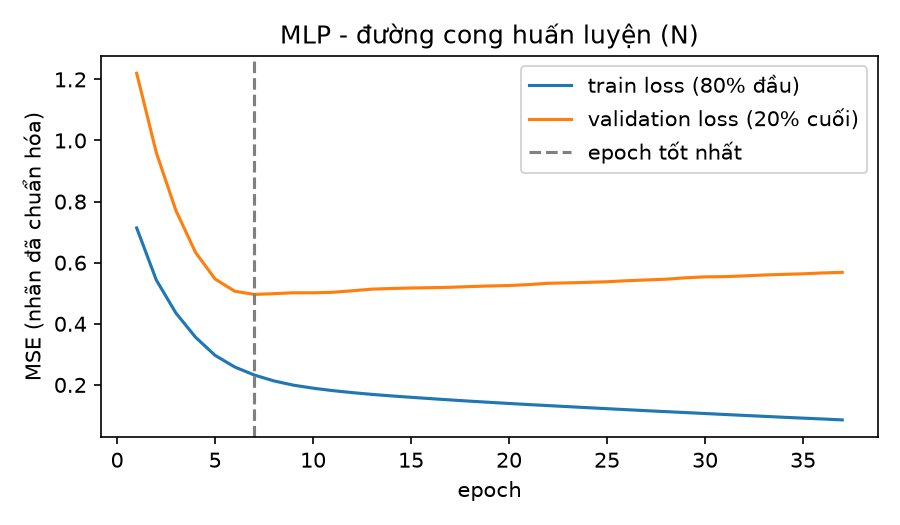 MLP - đường cong huấn luyện (N)
MSE (nhãn đã chuẩn hóa)
1.2
1.0
0.8
0.6
0.4
0.2
train loss (80% đầu)
validation loss (20% cuối)
epoch tốt nhất
0 5 10 15 20 25 30 35
epoch